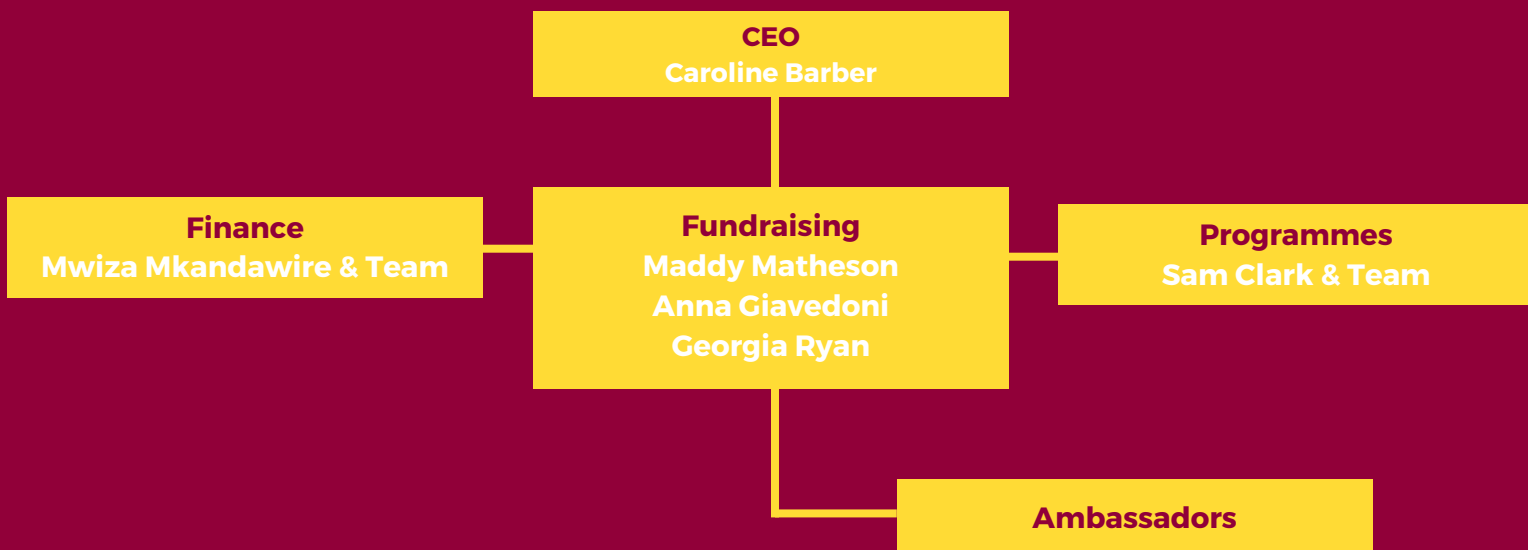 CEO
Caroline Barber
Finance
Mwiza Mkandawire & Team
Fundraising
Maddy Matheson
Anna Giavedoni
Georgia Ryan
Programmes
Sam Clark & Team
Ambassadors